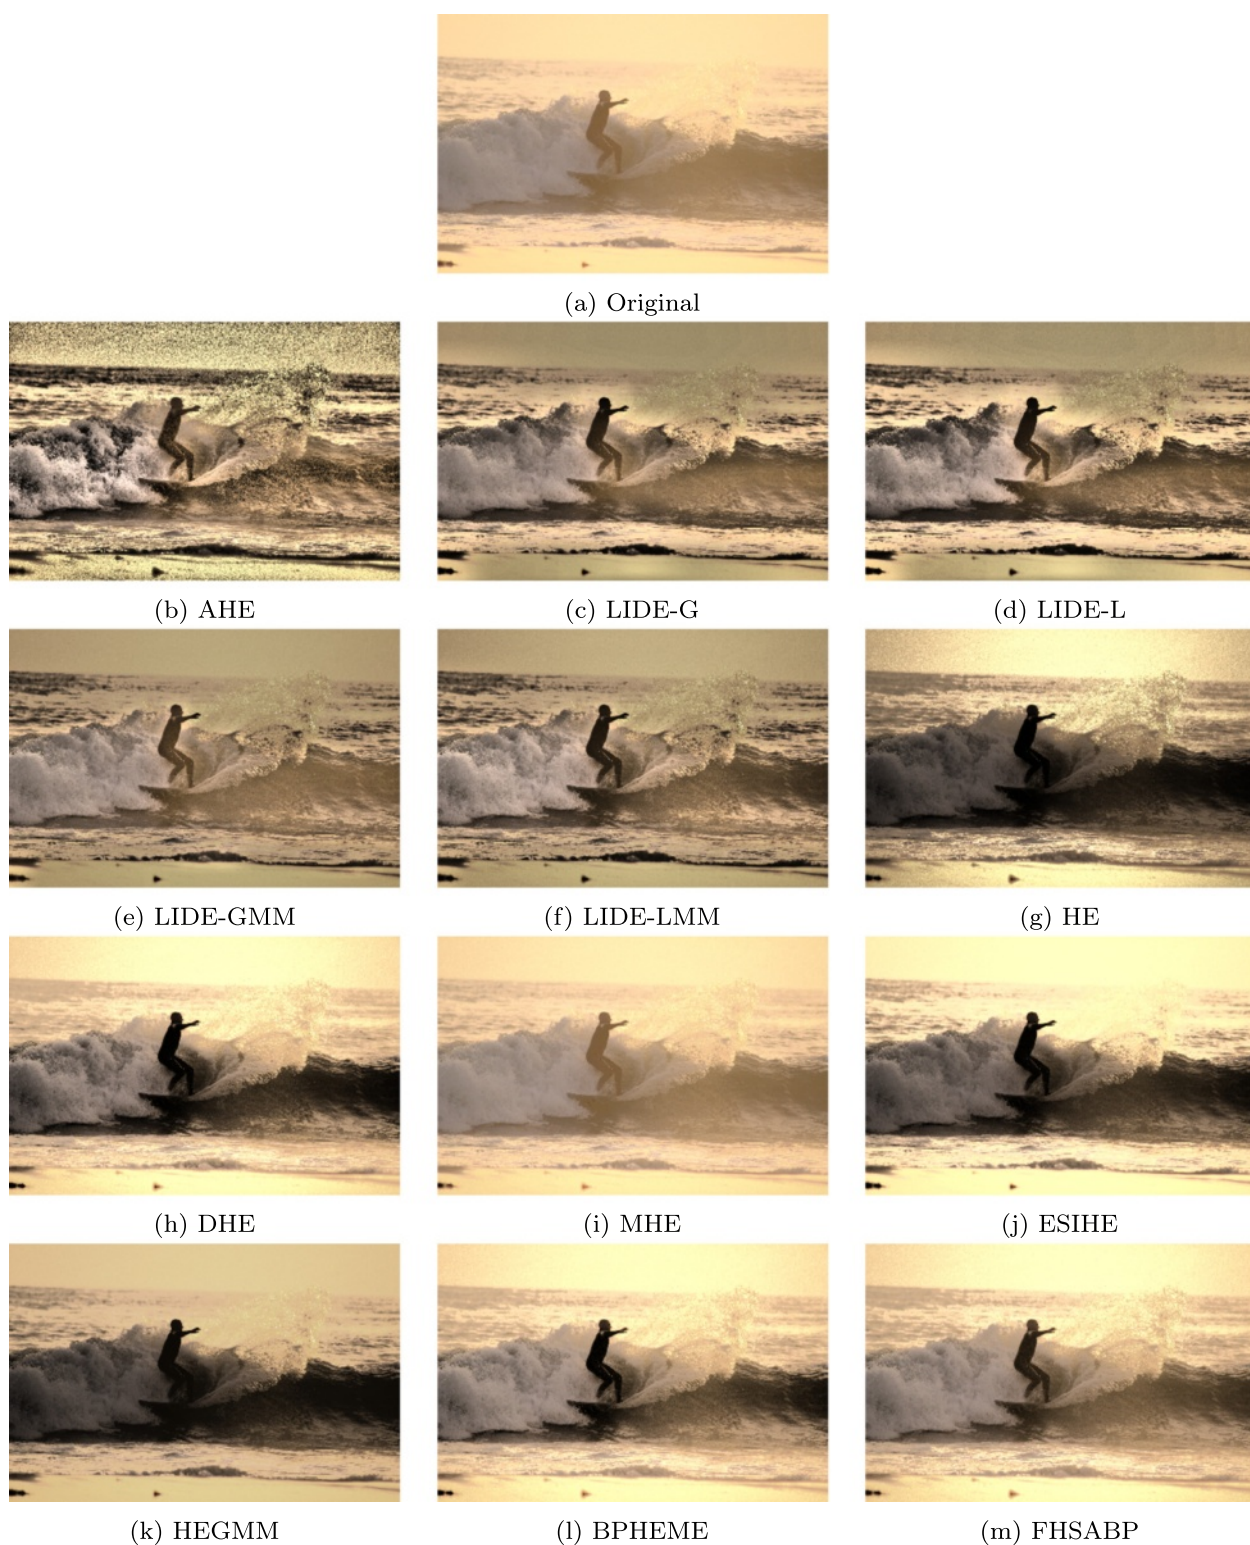 (a) Original
(b) AHE
(c) LIDE-G
(d) LIDE-L
(e) LIDE-GMM
(f) LIDE-LMM
(g) HE
(h) DHE
(i) MHE
(j) ESIHE
(k) HEGMM
(l) BPHEME
(m) FHSABP